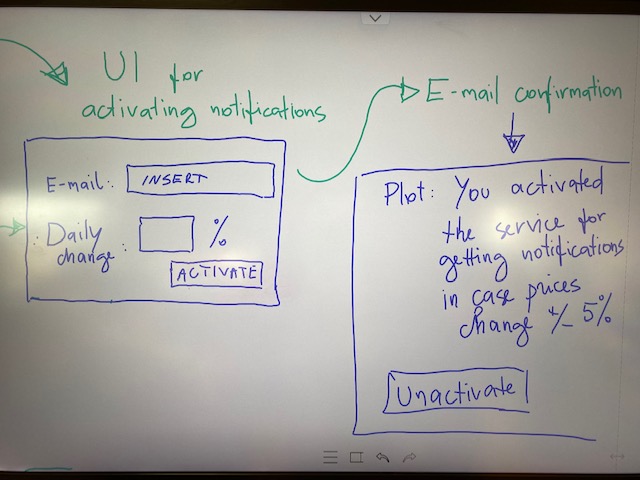 UI for
activating notifications
E-mail:
INSERT
Daily
change:
%
ACTIVATE
E-mail confirmation
Plot: You activated
the service for
getting notifications
in case prices
change +/- 5%
Unactivate